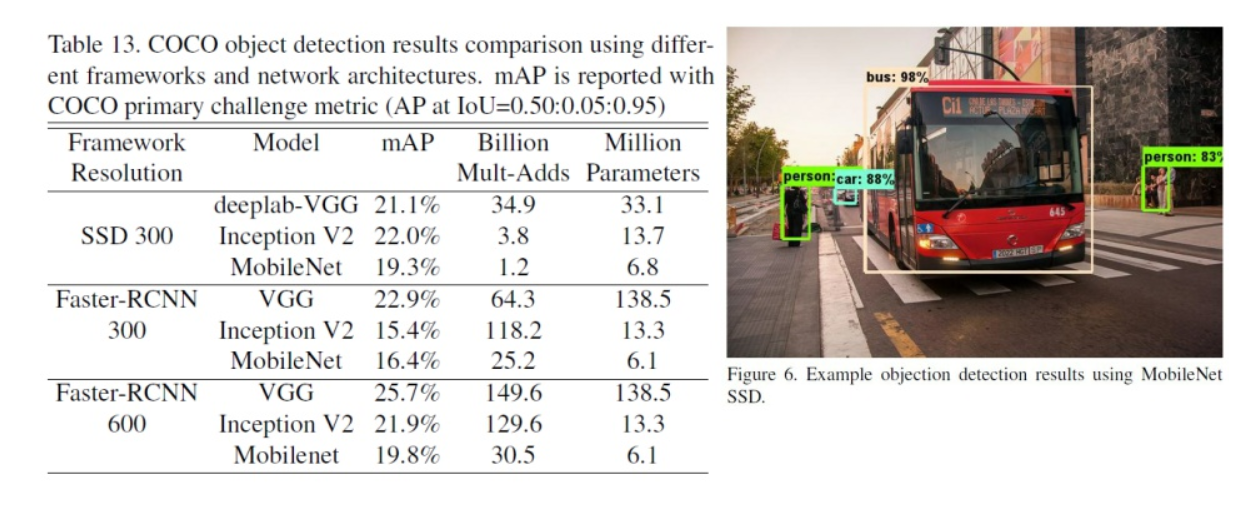 Table 13. COCO object detection results comparison using differ-
ent frameworks and network architectures. mAP is reported with
COCO primary challenge metric (AP at IoU=0.50:0.05:0.95)
Framework Model mAP Billion Million
Resolution Mult-Adds Parameters
deeplab-VGG 21.1% 34.9 33.1
SSD 300 Inception V2 22.0% 3.8 13.7
MobileNet 19.3% 1.2 6.8
Faster-RCNN VGG 22.9% 64.3 138.5
300 Inception V2 15.4% 118.2 13.3
MobileNet 16.4% 25.2 6.1
Faster-RCNN VGG 25.7% 149.6 138.5
600 Inception V2 21.9% 129.6 13.3
Mobilenet 19.8% 30.5 6.1
bus: 98%
Ci1
person: 83%
person: car: 88%
645
Figure 6. Example objection detection results using MobileNet
SSD.